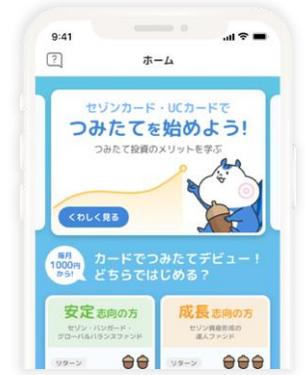 9:41
?
ホーム
セゾンカード・UCカードで
つみたてを始めよう!
つみたて投資のメリットを学ぶ
くわしく見る
毎月
1000円
から!
カードでつみたてデビュー！
どちらではじめる？
安定志向の方
セゾン・バンガード・
グローバルバランスファンド
リターン
成長志向の方
セゾン資産形成の
達人ファンド
リターン